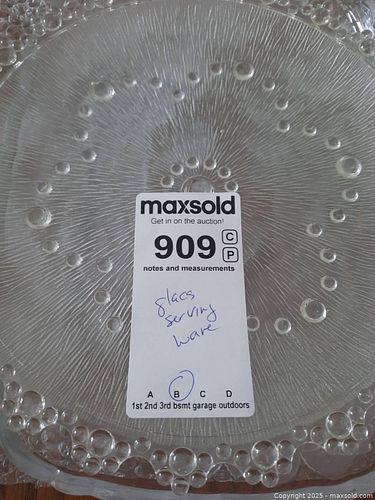 maxsold
Get in on the auction!
909 C
P
notes and measurements
glass
serving
ware
A B C D
1st 2nd 3rd bsmt garage outdoors
Copyright 2025 - maxsold.com